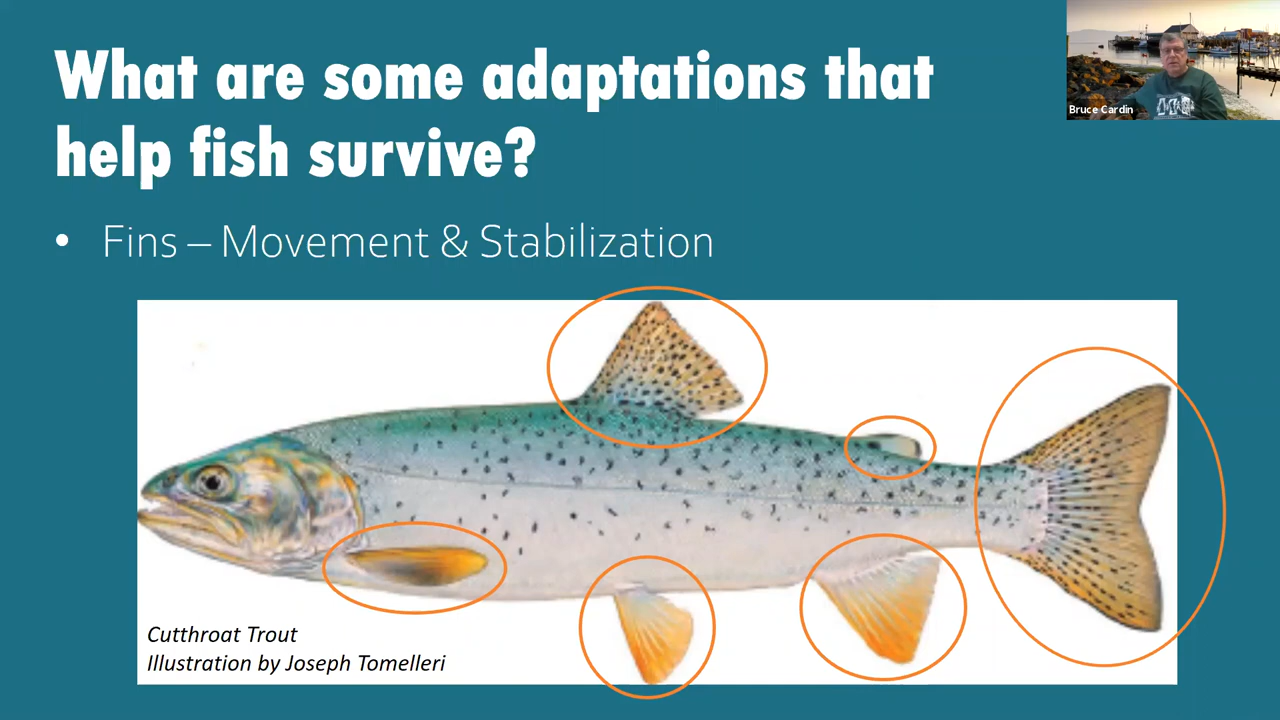 What are some adaptations that
help fish survive?
Bruce Cardin
• Fins – Movement & Stabilization
Cutthroat Trout
Illustration by Joseph Tomelleri